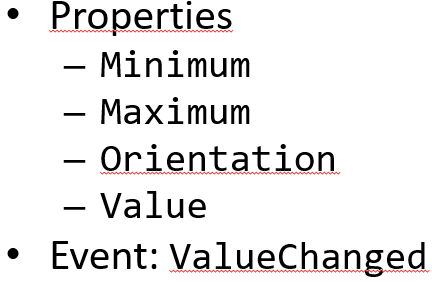 • Properties
– Minimum
– Maximum
– Orientation
– Value
• Event: ValueChanged